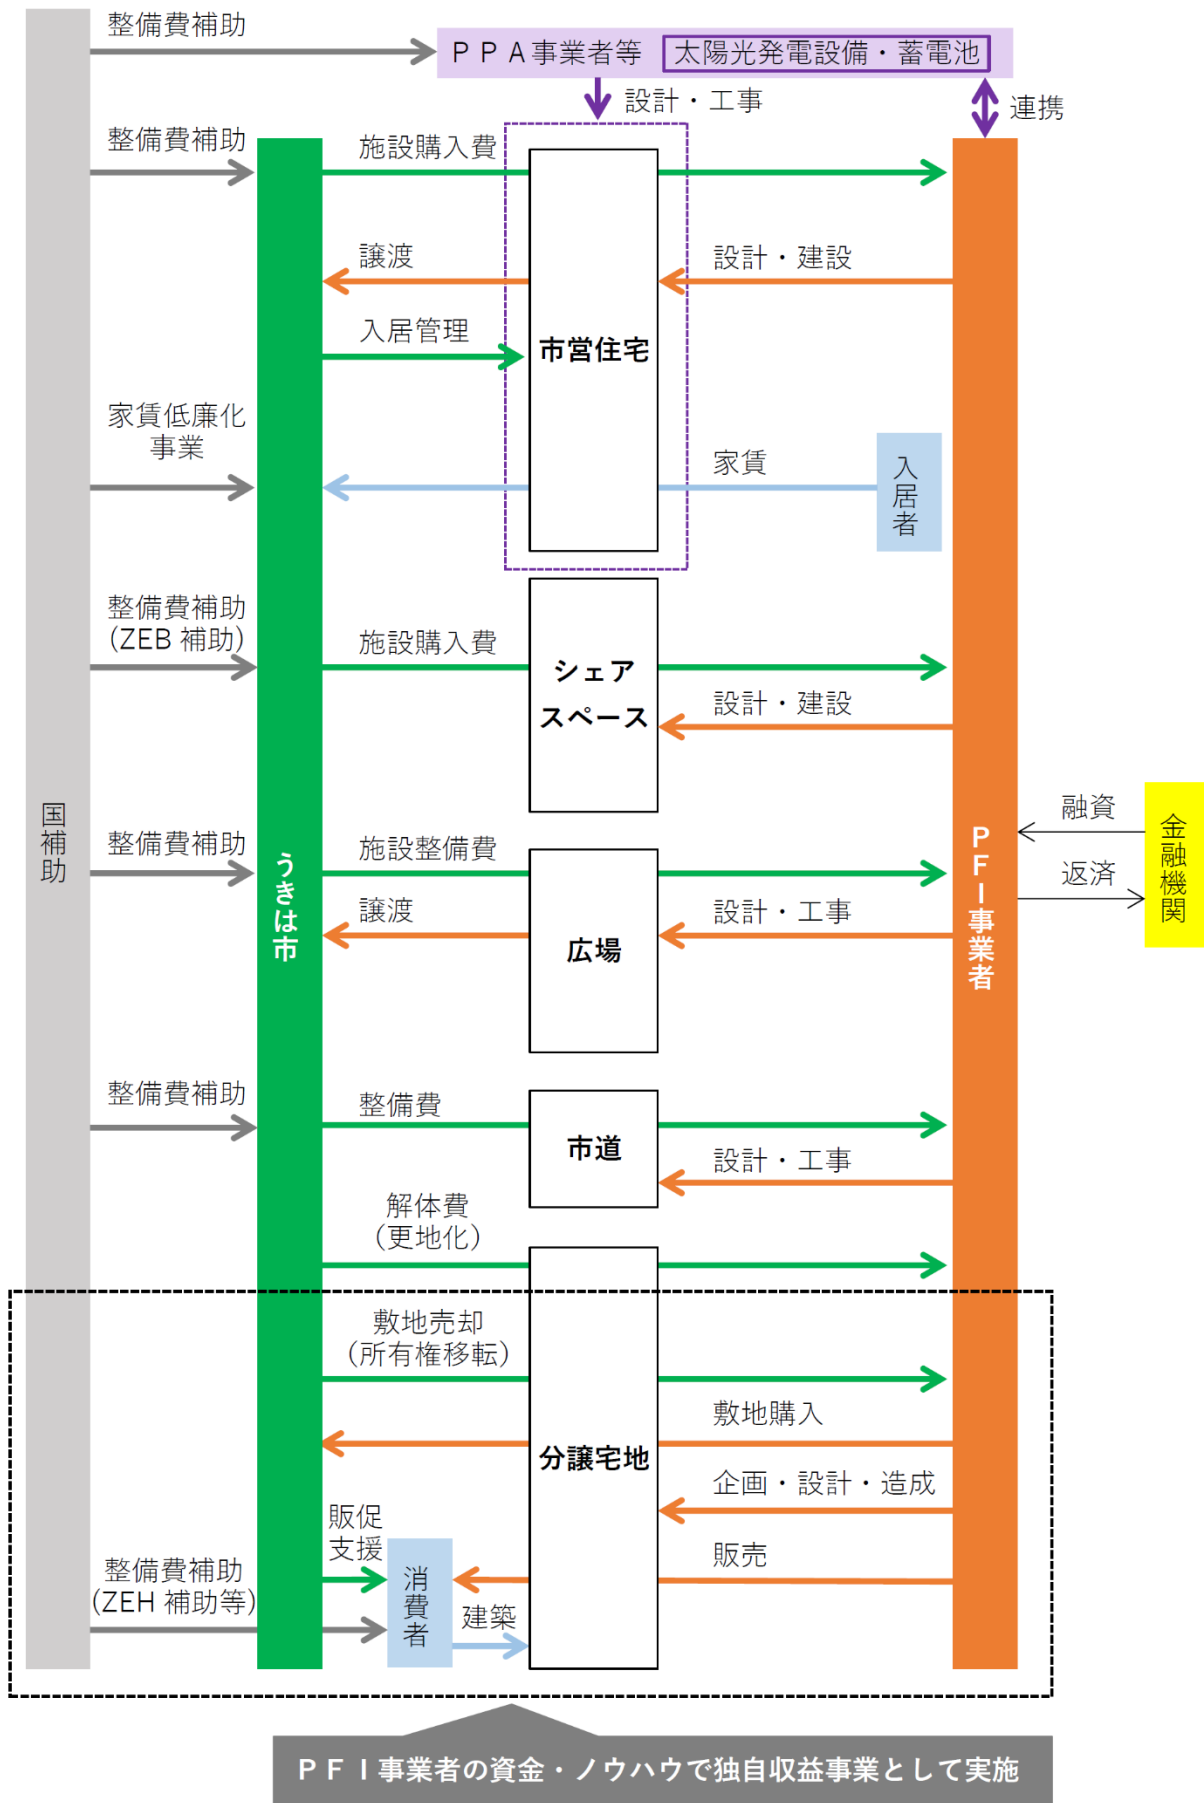 整備費補助
ＰＰＡ事業者等
太陽光発電設備・蓄電池
設計・工事
連携
整備費補助
施設購入費
譲渡
設計・建設
入居管理
市営住宅
家賃低廉化
事業
家賃
入居者
整備費補助
(ZEB 補助)
施設購入費
シェア
スペース
設計・建設
国補助
整備費補助
うきは市
施設整備費
譲渡
広場
設計・工事
ＰＦＩ事業者
融資
返済
金融機関
整備費補助
整備費
市道
設計・工事
解体費
（更地化）
敷地売却
（所有権移転）
敷地購入
分譲宅地
企画・設計・造成
販促
支援
販売
整備費補助
(ZEH 補助等)
消費者
建築
ＰＦＩ事業者の資金・ノウハウで独自収益事業として実施